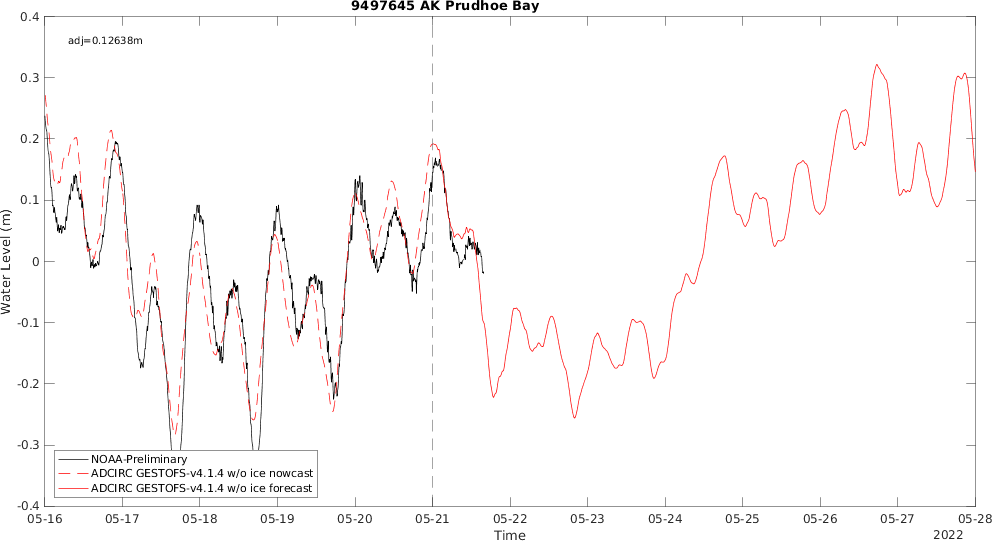 9497645 AK Prudhoe Bay
adj=0.12638m
0.4
0.3
0.2
0.1
0
-0.1
-0.2
-0.3
-0.4
Water Level (m)
NOAA-Preliminary
ADCIRC GESTOFS-v4.1.4 w/o ice nowcast
ADCIRC GESTOFS-v4.1.4 w/o ice forecast
05-16 05-17 05-18 05-19 05-20 05-21 05-22 05-23 05-24 05-25 05-26 05-27 05-28
Time
2022